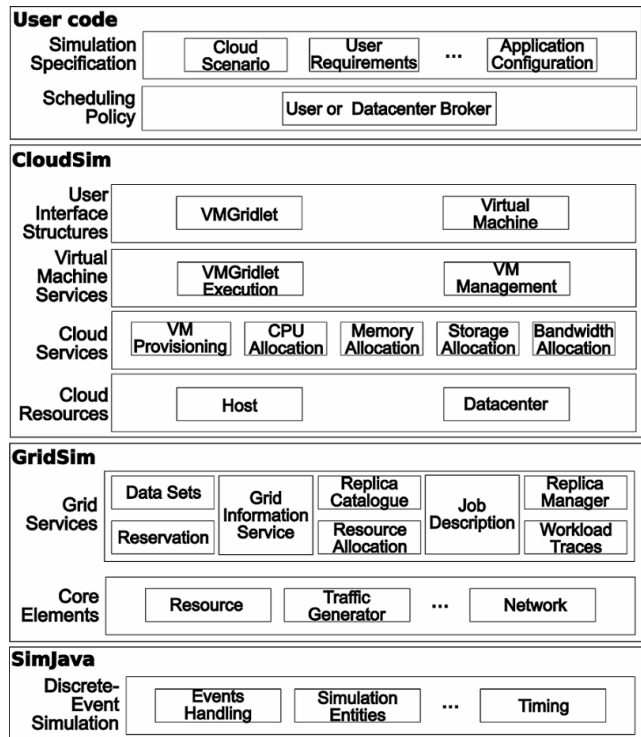 User code
Simulation
Specification
Cloud
Scenario
User
Requirements
...
Application
Configuration
Scheduling
Policy
User or Datacenter Broker
CloudSim
User
Interface
Structures
VMGridlet
Virtual
Machine
Virtual
Machine
Services
VMGridlet
Execution
VM
Management
Cloud
Services
VM
Provisioning
CPU
Allocation
Memory
Allocation
Storage
Allocation
Bandwidth
Allocation
Cloud
Resources
Host
Datacenter
GridSim
Grid
Services
Data Sets
Reservation
Grid
Information
Service
Replica
Catalogue
Resource
Allocation
Job
Description
Replica
Manager
Workload
Traces
Core
Elements
Resource
Traffic
Generator
...
Network
SimJava
Discrete-
Event
Simulation
Events
Handling
Simulation
Entities
...
Timing